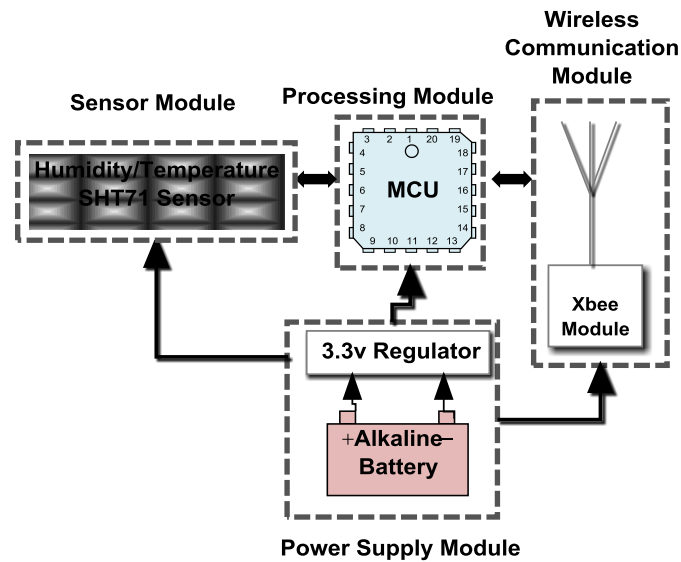 Wireless
Communication
Module
Sensor Module
Processing Module
Humidity/Temperature
SHT71 Sensor
3 2 1 20 19
4 18
5 17
MCU
6 16
7 15
8 14
9 10 11 12 13
Xbee
Module
3.3v Regulator
+Alkaline−
Battery
Power Supply Module